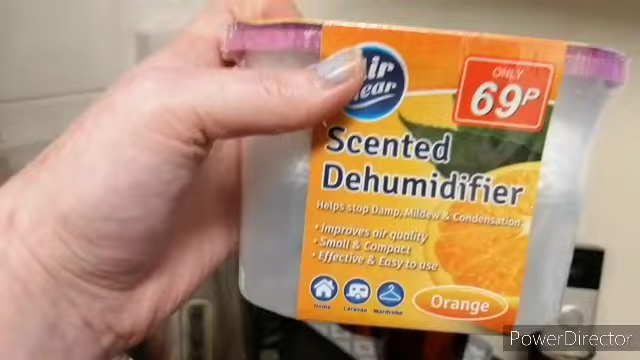 Air
ONLY
69P
Scented
Dehumidifier
Helps stop Damp, Mildew & Condensation
• Improves air quality
• Small & Compact
• Effective & Easy to use
Home Caravan Wardrobe
Orange
PowerDirector